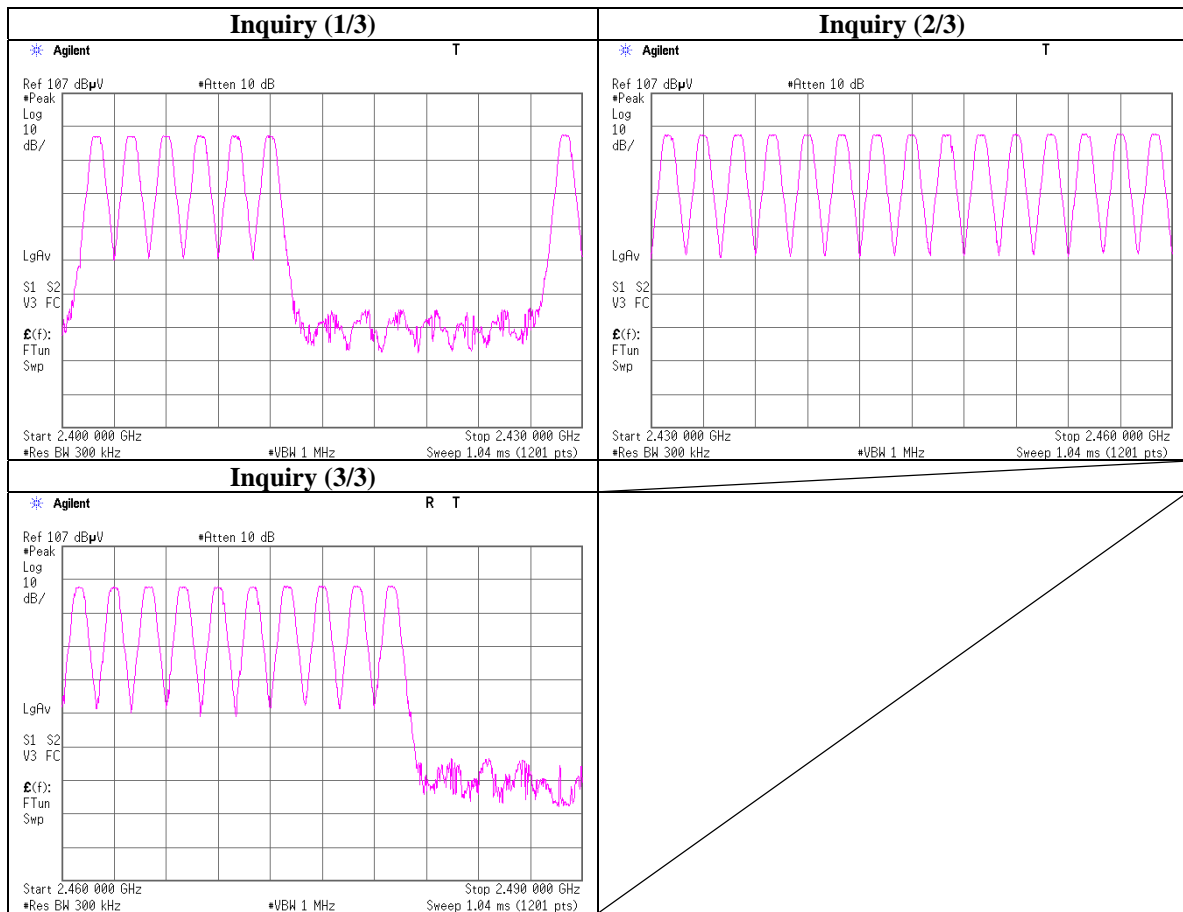 Inquiry (1/3)
Agilent
T
Ref 107 dBµV
#Atten 10 dB
#Peak
Log
10
dB/
LgAv
S1 S2
V3 FC
£(f):
FTun
Swp
Start 2.400 000 GHz
Stop 2.430 000 GHz
#Res BW 300 kHz
#VBW 1 MHz
Sweep 1.04 ms (1201 pts)
Inquiry (2/3)
Agilent
T
Ref 107 dBµV
#Atten 10 dB
#Peak
Log
10
dB/
LgAv
S1 S2
V3 FC
£(f):
FTun
Swp
Start 2.430 000 GHz
Stop 2.460 000 GHz
#Res BW 300 kHz
#VBW 1 MHz
Sweep 1.04 ms (1201 pts)
Inquiry (3/3)
Agilent
R T
Ref 107 dBµV
#Atten 10 dB
#Peak
Log
10
dB/
LgAv
S1 S2
V3 FC
£(f):
FTun
Swp
Start 2.460 000 GHz
Stop 2.490 000 GHz
#Res BW 300 kHz
#VBW 1 MHz
Sweep 1.04 ms (1201 pts)